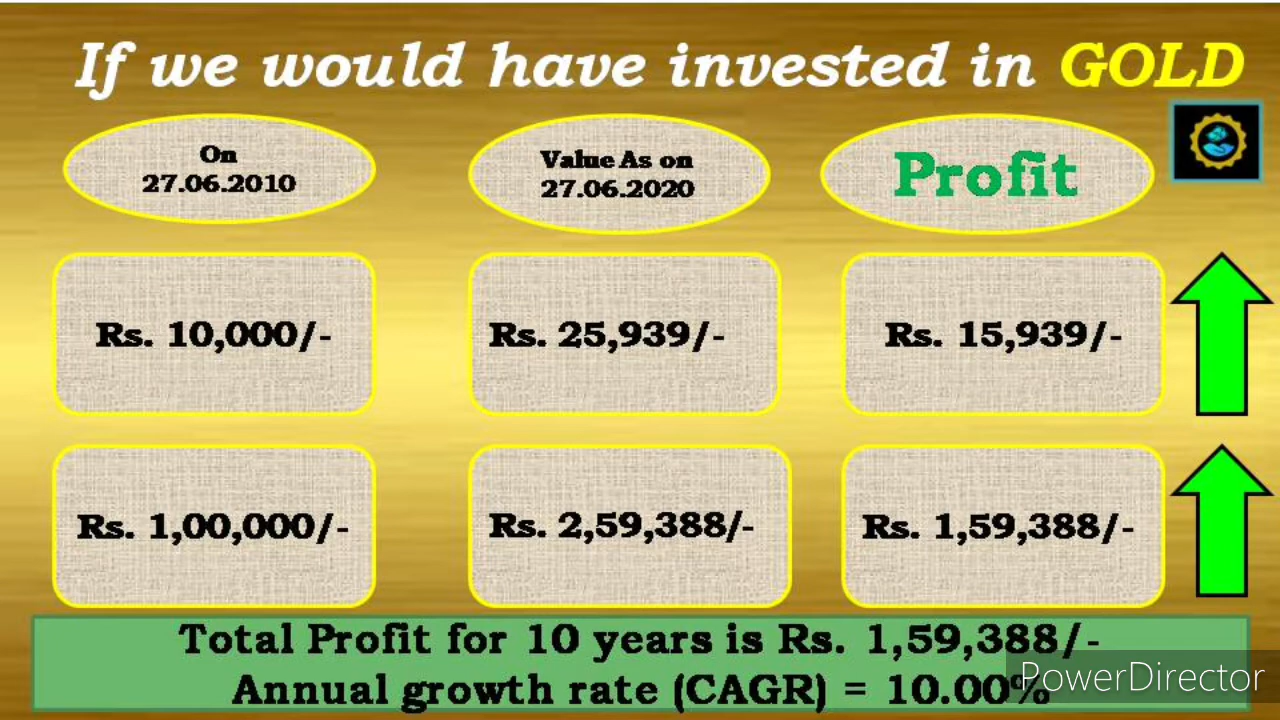 If we would have invested in GOLD
On
27.06.2010
Value As on
27.06.2020
Profit
Rs. 10,000/-
Rs. 25,939/-
Rs. 15,939/-
Rs. 1,00,000/-
Rs. 2,59,388/-
Rs. 1,59,388/-
Total Profit for 10 years is Rs. 1,59,388/-
Annual growth rate (CAGR) = 10.00%
PowerDirector